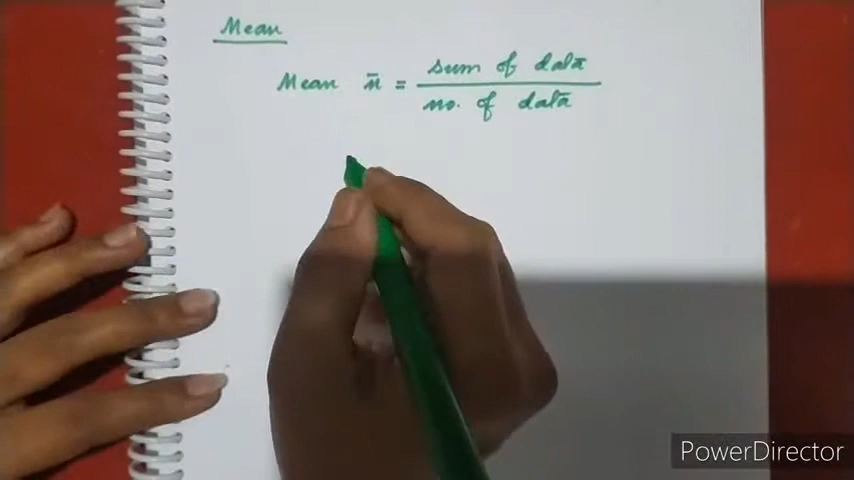 Mean
Mean x̄ = sum of data
no. of data
PowerDirector